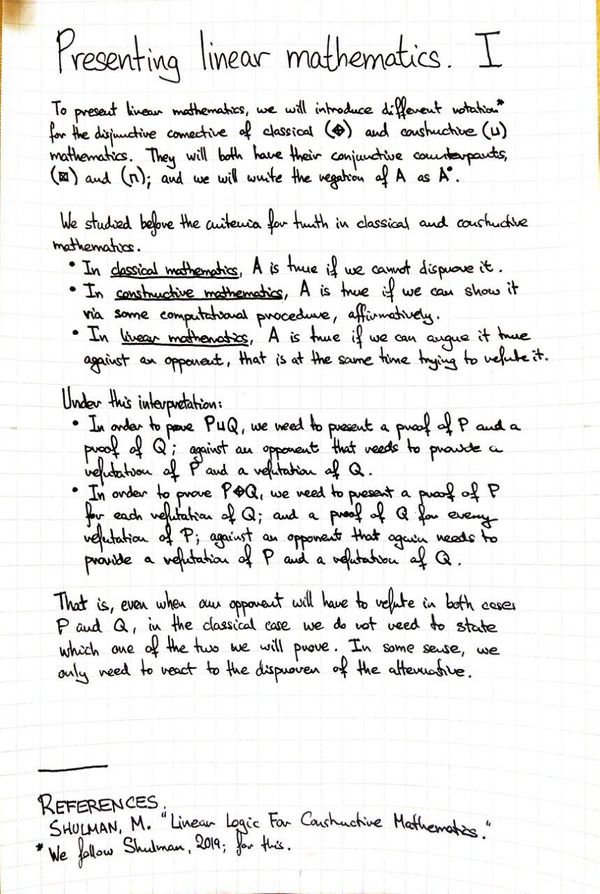 Presenting linear mathematics. I
To present linear mathematics, we will introduce different notation*
for the disjunctive connective of classical (⟐) and constructive (⊔)
mathematics. They will both have their conjunctive counterparts,
(⊠) and (⊓); and we will write the negation of A as A°.
We studied before the criteria for truth in classical and constructive
mathematics.
• In classical mathematics, A is true if we cannot disprove it.
• In constructive mathematics, A is true if we can show it
via some computational procedure, affirmatively.
• In linear mathematics, A is true if we can argue it true
against an opponent, that is at the same time trying to refute it.
Under this interpretation:
• In order to prove P⊔Q, we need to present a proof of P and a
proof of Q; against an opponent that needs to provide a
refutation of P and a refutation of Q.
• In order to prove P⟐Q, we need to present a proof of P
for each refutation of Q; and a proof of Q for every
refutation of P; against an opponent that again needs to
provide a refutation of P and a refutation of Q.
That is, even when our opponent will have to refute in both cases
P and Q, in the classical case we do not need to state
which one of the two we will prove. In some sense, we
only need to react to the disproven of the alternative.
REFERENCES.
SHULMAN, M. "Linear Logic For Constructive Mathematics."
* We follow Shulman, 2019; for this.